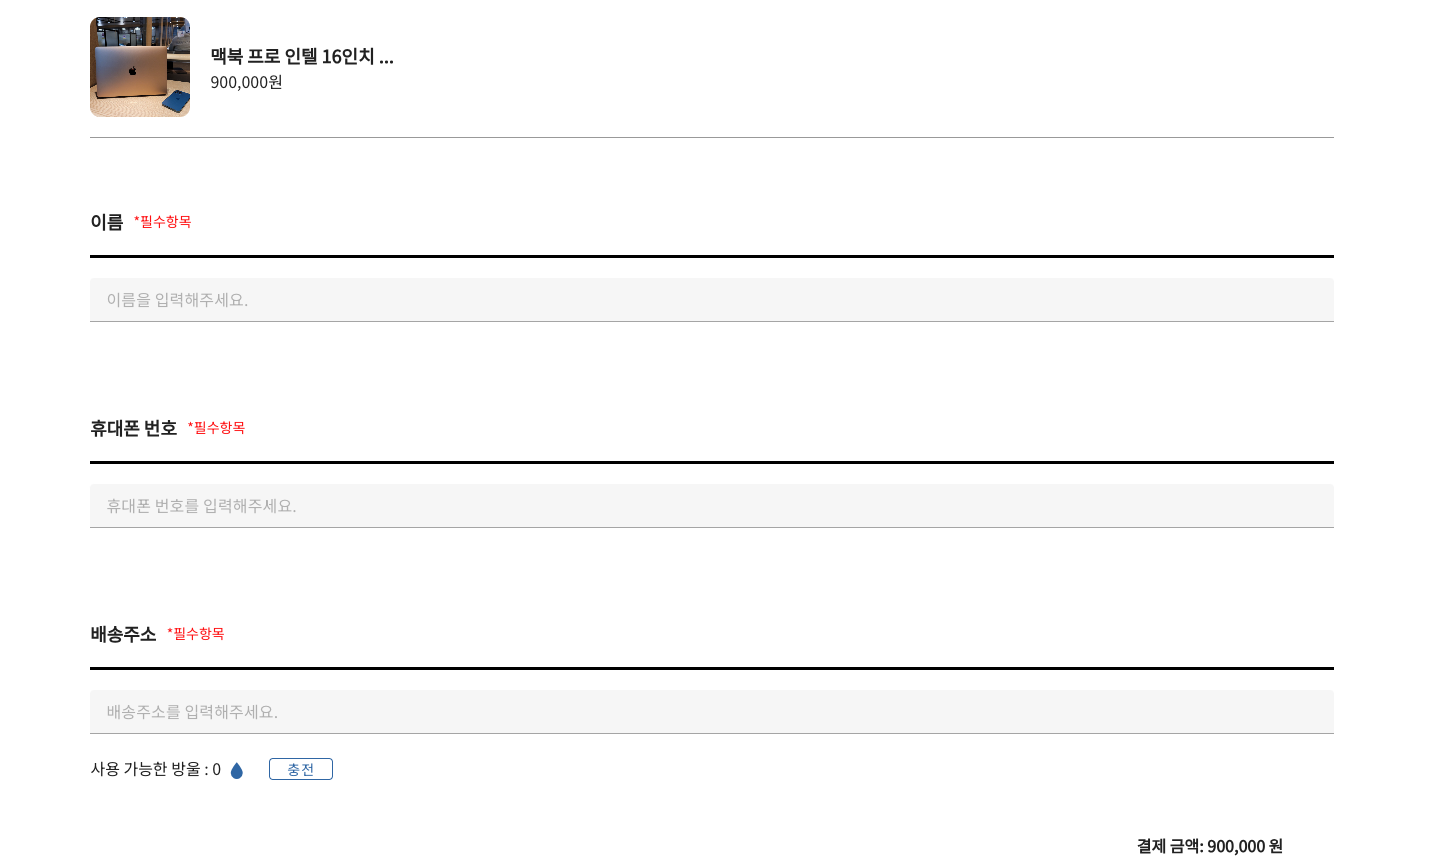 맥북 프로 인텔 16인치 ...
900,000원
이름 *필수항목
이름을 입력해주세요.
휴대폰 번호 *필수항목
휴대폰 번호를 입력해주세요.
배송주소 *필수항목
배송주소를 입력해주세요.
사용 가능한 방울 : 0 충전
결제 금액: 900,000 원